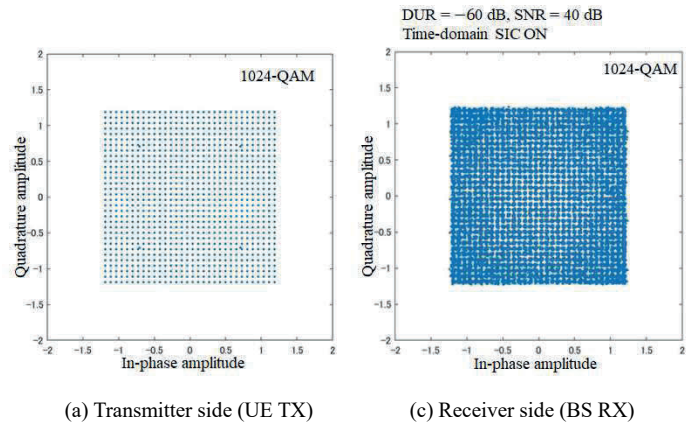 DUR = −60 dB, SNR = 40 dB
Time-domain SIC ON
2
1.5
1
0.5
0
−0.5
−1
−1.5
−2
Quadrature amplitude
1024-QAM
−2 −1.5 −1 −0.5 0 0.5 1 1.5 2
In-phase amplitude
(a) Transmitter side (UE TX)
2
1.5
1
0.5
0
−0.5
−1
−1.5
−2
Quadrature amplitude
1024-QAM
−2 −1.5 −1 −0.5 0 0.5 1 1.5 2
In-phase amplitude
(c) Receiver side (BS RX)